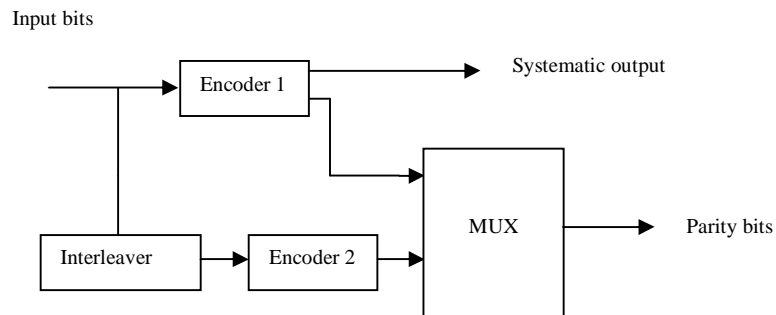 Input bits
Encoder 1
Systematic output
MUX
Parity bits
Interleaver
Encoder 2